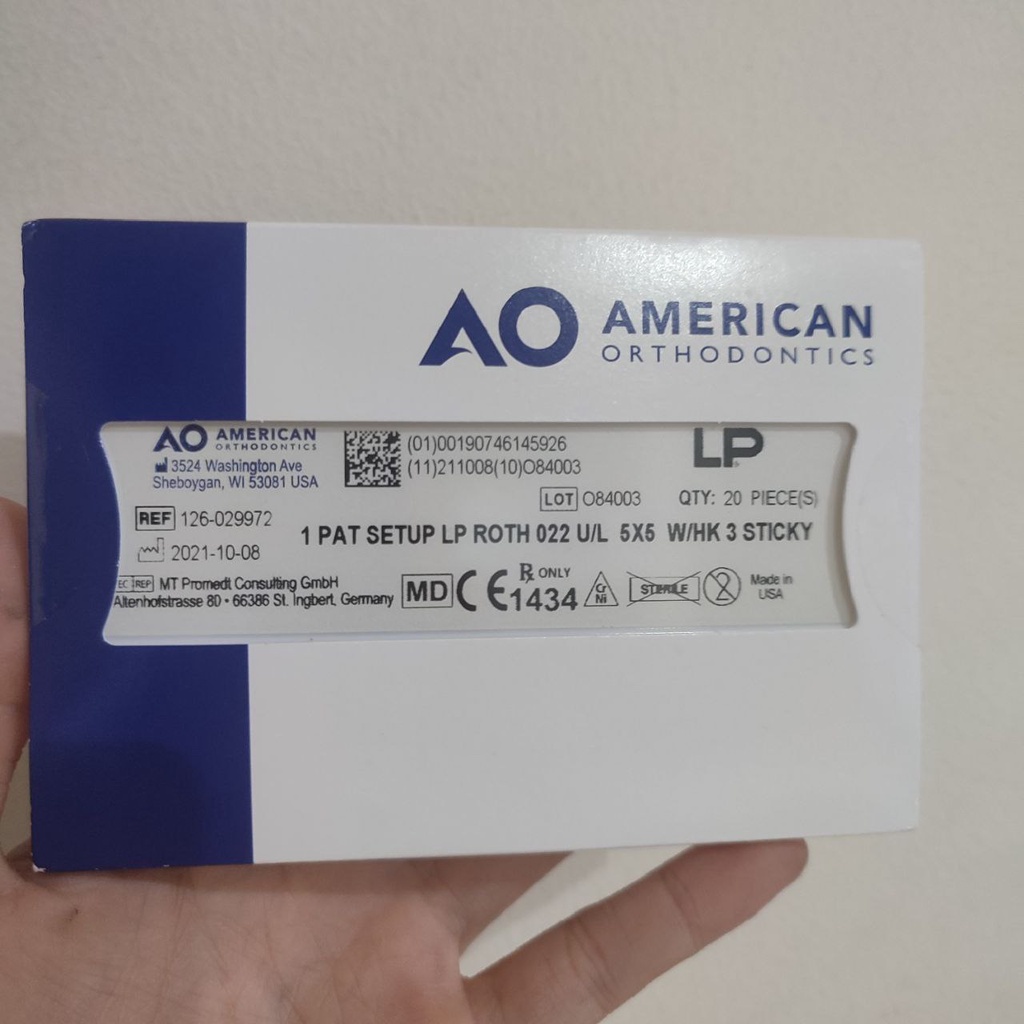 AO AMERICAN
ORTHODONTICS
AO AMERICAN
ORTHODONTICS
3524 Washington Ave
Sheboygan, WI 53081 USA
(01)00190746145926
(11)211008(10)O84003
LP
LOT O84003 QTY: 20 PIECE(S)
REF 126-029972
1 PAT SETUP LP ROTH 022 U/L 5X5 W/HK 3 STICKY
2021-10-08
EC REP MT Promedt Consulting GmbH
Altenhofstrasse 80 • 66386 St. Ingbert, Germany
MD CE 1434 Rx ONLY Cr Ni STERILE 2 Made in
USA